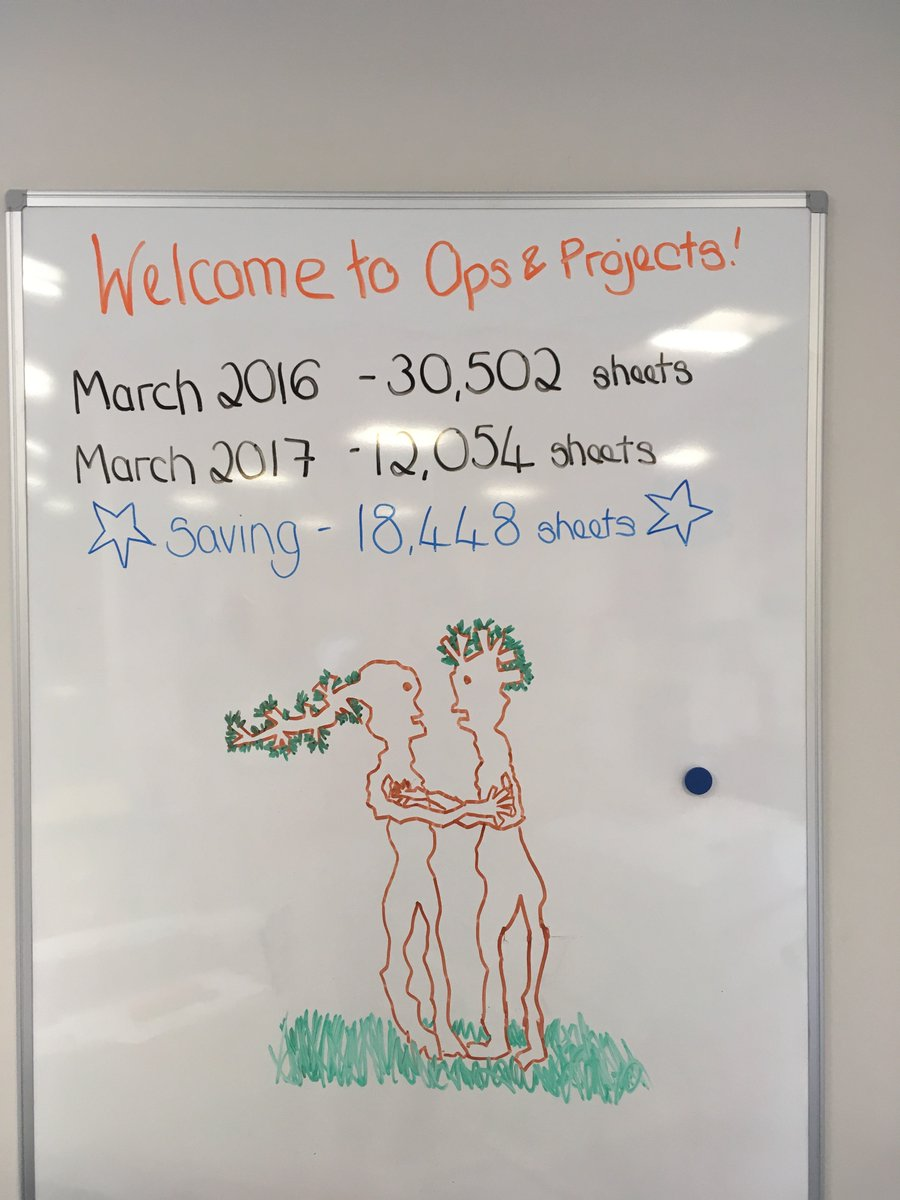 Welcome to Ops & Projects!
March 2016 - 30,502 sheets
March 2017 - 12,054 sheets
Saving - 18,448 sheets